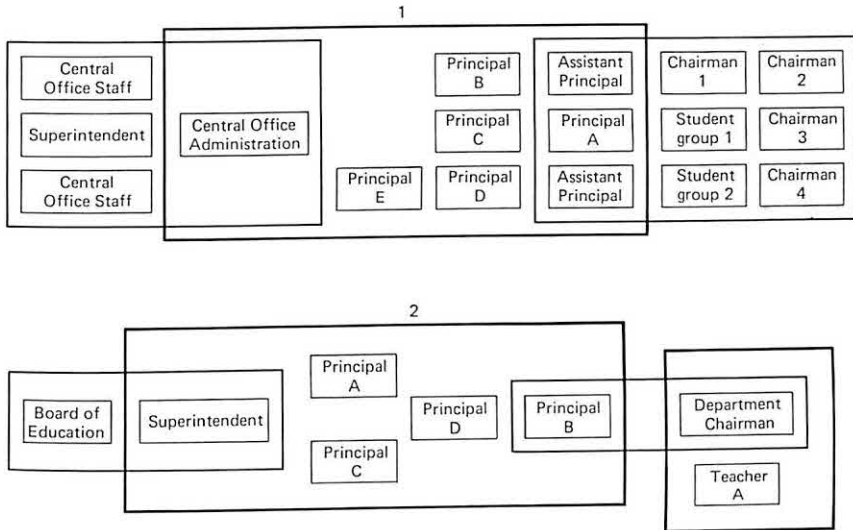 1
Central
Office Staff
Superintendent
Central
Office Staff
Central Office
Administration
Principal
E
Principal
B
Principal
C
Principal
D
Assistant
Principal
Principal
A
Assistant
Principal
Chairman
1
Student
group 1
Student
group 2
Chairman
2
Chairman
3
Chairman
4
2
Board of
Education
Superintendent
Principal
A
Principal
C
Principal
D
Principal
B
Department
Chairman
Teacher
A